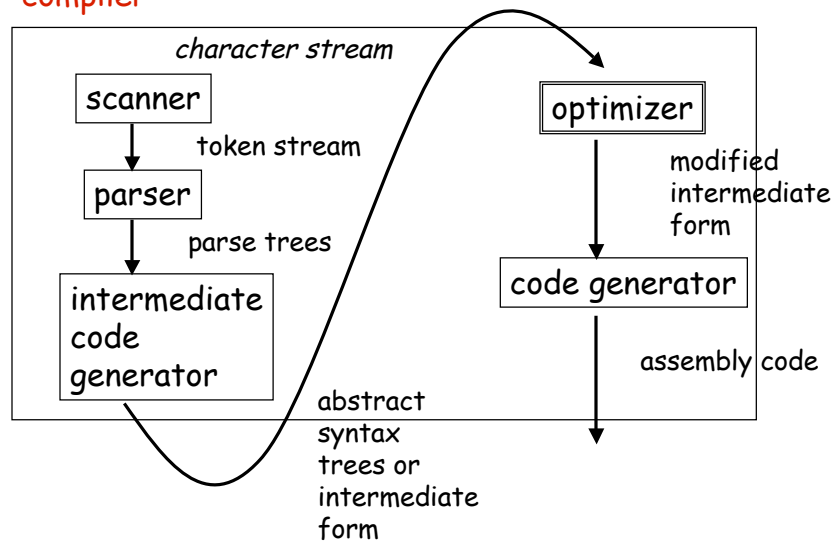 compiler
character stream
scanner
token stream
parser
parse trees
intermediate
code
generator
abstract
syntax
trees or
intermediate
form
optimizer
modified
intermediate
form
code generator
assembly code